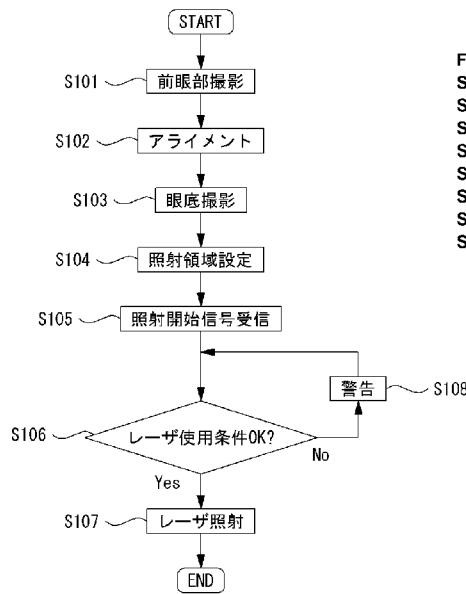 START
S101 前眼部撮影
S102 アライメント
S103 眼底撮影
S104 照射領域設定
S105 照射開始信号受信
警告 S108
S106 レーザ使用条件OK?
No
Yes
S107 レーザ照射
END
F
S
S
S
S
S
S
S
S